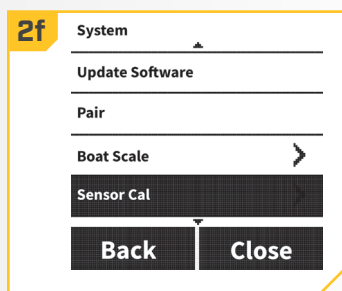 2f
System
Update Software
Pair
Boat Scale
Sensor Cal
Back Close